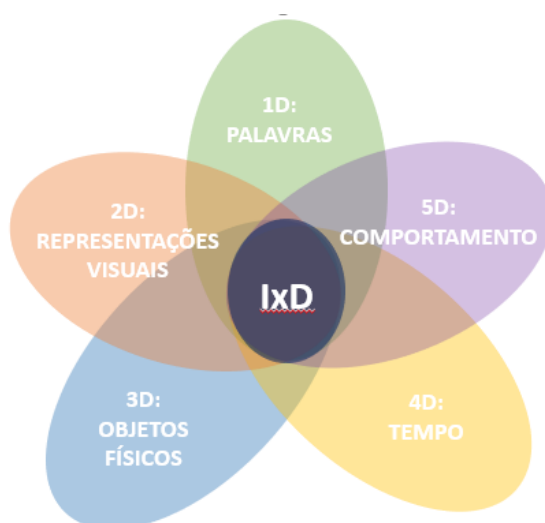 1D:
PALAVRAS
2D:
REPRESENTAÇÕES
VISUAIS
5D:
COMPORTAMENTO
IxD
3D:
OBJETOS
FÍSICOS
4D:
TEMPO